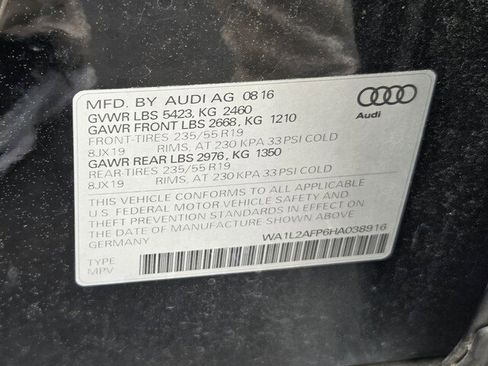 MFD. BY AUDI AG 08 16
GVWR LBS 5423, KG 2460
GAWR FRONT LBS 2668, KG 1210
FRONT-TIRES 235/55 R19
8JX19 RIMS, AT 230 KPA 33 PSI COLD
GAWR REAR LBS 2976, KG 1350
REAR-TIRES 235/55 R19
8JX19 RIMS, AT 230 KPA 33 PSI COLD
THIS VEHICLE CONFORMS TO ALL APPLICABLE
U.S. FEDERAL MOTOR VEHICLE SAFETY AND
THEFT PREVENTION STANDARDS IN EFFECT ON
THE DATE OF MANUFACTURE SHOWN ABOVE
GERMANY
WA1L2AFP6HA038916
TYPE
MPV
Audi